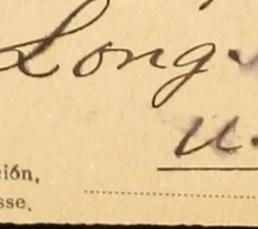 Long-
U.
ción,
sse.